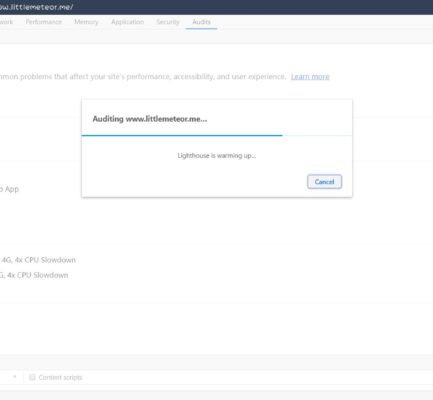 www.littlemeteor.me/
work Performance Memory Application Security Audits
mmon problems that affect your site's performance, accessibility, and user experience. Learn more
Auditing www.littlemeteor.me...
Lighthouse is warming up...
Cancel
o App
4G, 4x CPU Slowdown
G, 4x CPU Slowdown
Content scripts